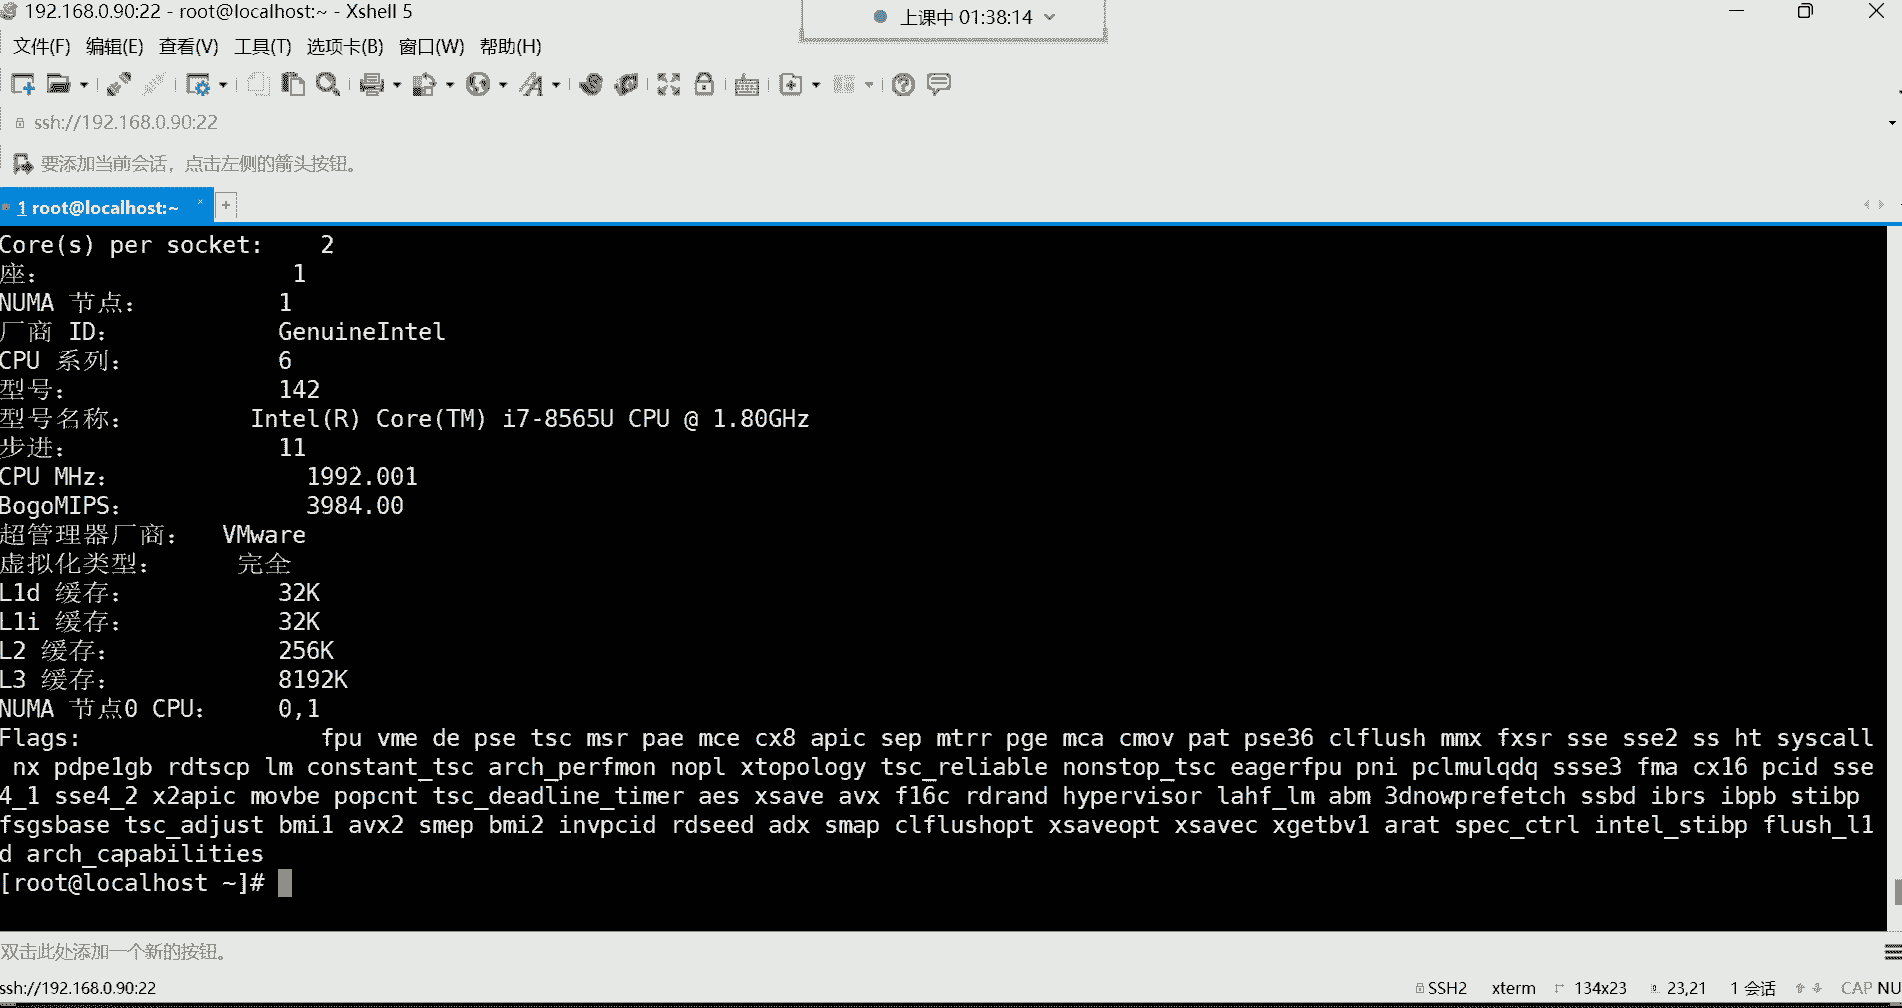 192.168.0.90:22 - root@localhost:~ - Xshell 5
上课中 01:38:14
文件(F) 编辑(E) 查看(V) 工具(T) 选项卡(B) 窗口(W) 帮助(H)
ssh://192.168.0.90:22
要添加当前会话，点击左侧的箭头按钮。
1 root@localhost:~ × +
Core(s) per socket: 2
座： 1
NUMA 节点： 1
厂商 ID： GenuineIntel
CPU 系列： 6
型号： 142
型号名称： Intel(R) Core(TM) i7-8565U CPU @ 1.80GHz
步进： 11
CPU MHz： 1992.001
BogoMIPS： 3984.00
超管理器厂商： VMware
虚拟化类型： 完全
L1d 缓存： 32K
L1i 缓存： 32K
L2 缓存： 256K
L3 缓存： 8192K
NUMA 节点0 CPU： 0,1
Flags: fpu vme de pse tsc msr pae mce cx8 apic sep mtrr pge mca cmov pat pse36 clflush mmx fxsr sse sse2 ss ht syscall
nx pdpe1gb rdtscp lm constant_tsc arch_perfmon nopl xtopology tsc_reliable nonstop_tsc eagerfpu pni pclmulqdq ssse3 fma cx16 pcid sse
4_1 sse4_2 x2apic movbe popcnt tsc_deadline_timer aes xsave avx f16c rdrand hypervisor lahf_lm abm 3dnowprefetch ssbd ibrs ibpb stibp
fsgsbase tsc_adjust bmi1 avx2 smep bmi2 invpcid rdseed adx smap clflushopt xsaveopt xsavec xgetbv1 arat spec_ctrl intel_stibp flush_l1
d arch_capabilities
[root@localhost ~]#
双击此处添加一个新的按钮。
ssh://192.168.0.90:22 SSH2 xterm 134x23 23,21 1 会话 CAP NU